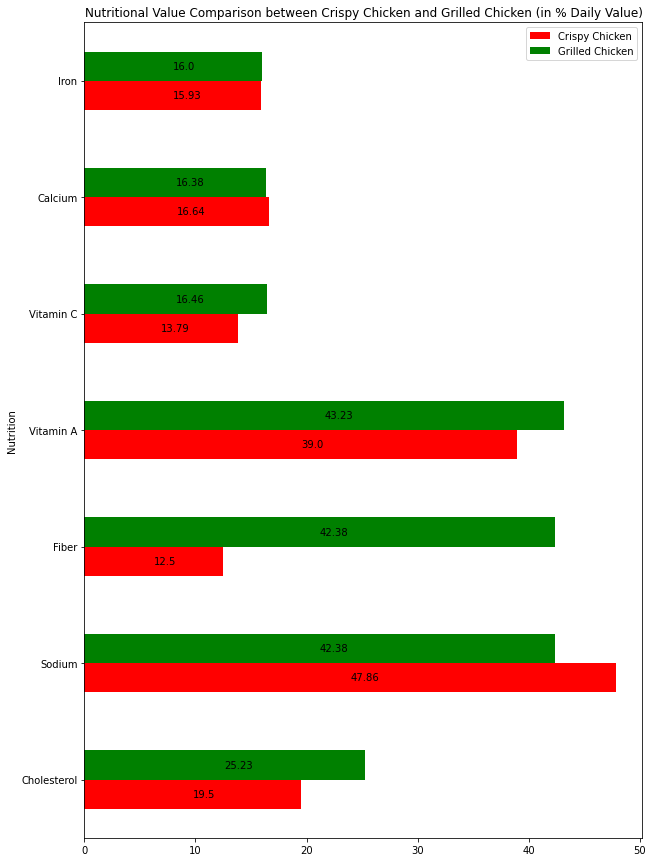 Nutritional Value Comparison between Crispy Chicken and Grilled Chicken (in % Daily Value)
Crispy Chicken
Grilled Chicken
Iron
16.0
15.93
Calcium
16.38
16.64
Vitamin C
16.46
13.79
Nutrition
Vitamin A
43.23
39.0
Fiber
42.38
12.5
Sodium
42.38
47.86
Cholesterol
25.23
19.5
0 10 20 30 40 50